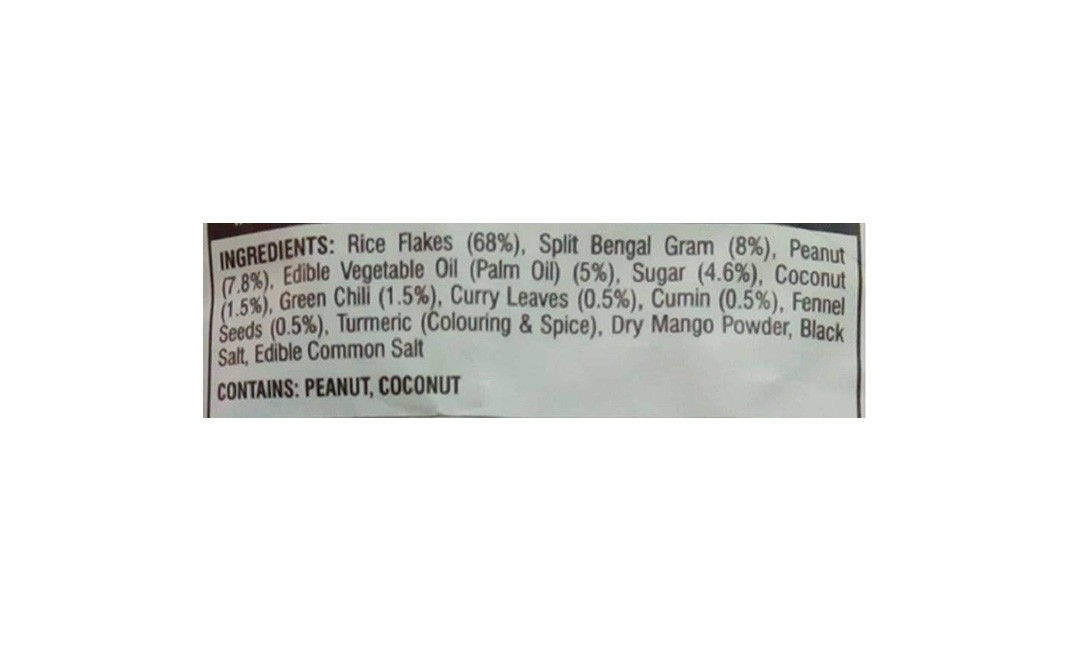 INGREDIENTS: Rice Flakes (68%), Split Bengal Gram (8%), Peanut
(7.8%), Edible Vegetable Oil (Palm Oil) (5%), Sugar (4.6%), Coconut
(1.5%), Green Chili (1.5%), Curry Leaves (0.5%), Cumin (0.5%), Fennel
Seeds (0.5%), Turmeric (Colouring & Spice), Dry Mango Powder, Black
Salt, Edible Common Salt
CONTAINS: PEANUT, COCONUT